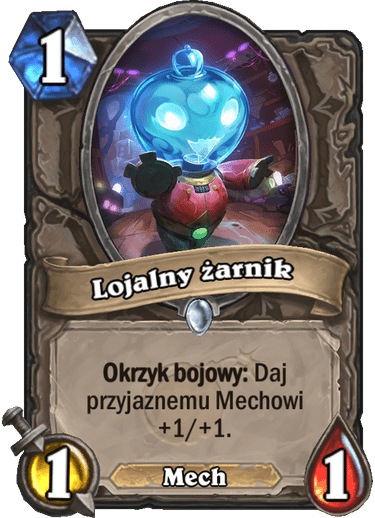 1
Lojalny żarnik
Okrzyk bojowy: Daj
przyjaznemu Mechowi
+1/+1.
1
Mech
1